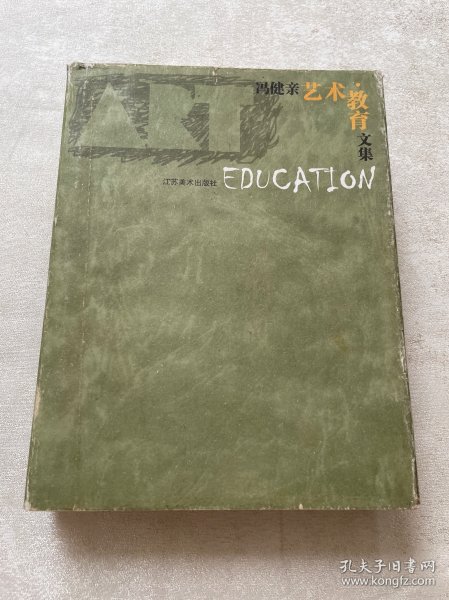 ART
冯健亲艺术·教育文集
江苏美术出版社
EDUCATION
孔夫子旧书网
www.kongfz.com